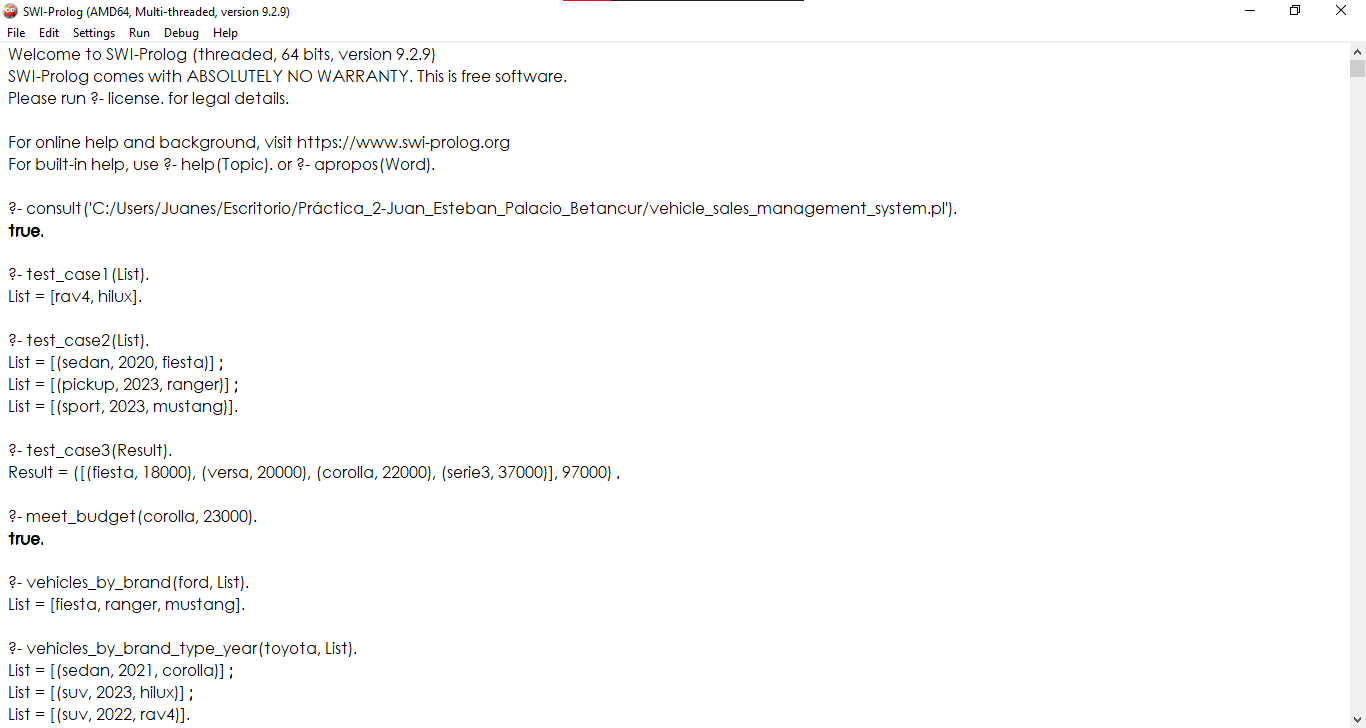 SWI-Prolog (AMD64, Multi-threaded, version 9.2.9)
File Edit Settings Run Debug Help
Welcome to SWI-Prolog (threaded, 64 bits, version 9.2.9)
SWI-Prolog comes with ABSOLUTELY NO WARRANTY. This is free software.
Please run ?- license. for legal details.
For online help and background, visit https://www.swi-prolog.org
For built-in help, use ?- help(Topic). or ?- apropos(Word).
?- consult('C:/Users/Juanes/Escritorio/Práctica_2-Juan_Esteban_Palacio_Betancur/vehicle_sales_management_system.pl').
true.
?- test_case1(List).
List = [rav4, hilux].
?- test_case2(List).
List = [(sedan, 2020, fiesta)] ;
List = [(pickup, 2023, ranger)] ;
List = [(sport, 2023, mustang)].
?- test_case3(Result).
Result = ([(fiesta, 18000), (versa, 20000), (corolla, 22000), (serie3, 37000)], 97000) .
?- meet_budget(corolla, 23000).
true.
?- vehicles_by_brand(ford, List).
List = [fiesta, ranger, mustang].
?- vehicles_by_brand_type_year(toyota, List).
List = [(sedan, 2021, corolla)] ;
List = [(suv, 2023, hilux)] ;
List = [(suv, 2022, rav4)].